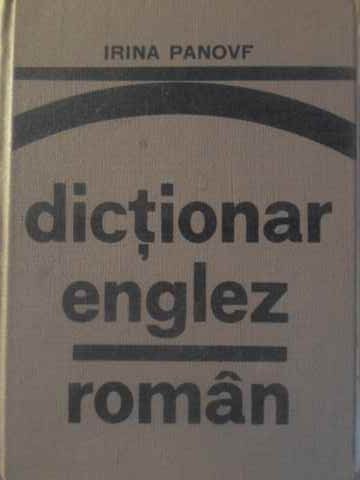 IRINA PANOVF
dicționar
englez
român